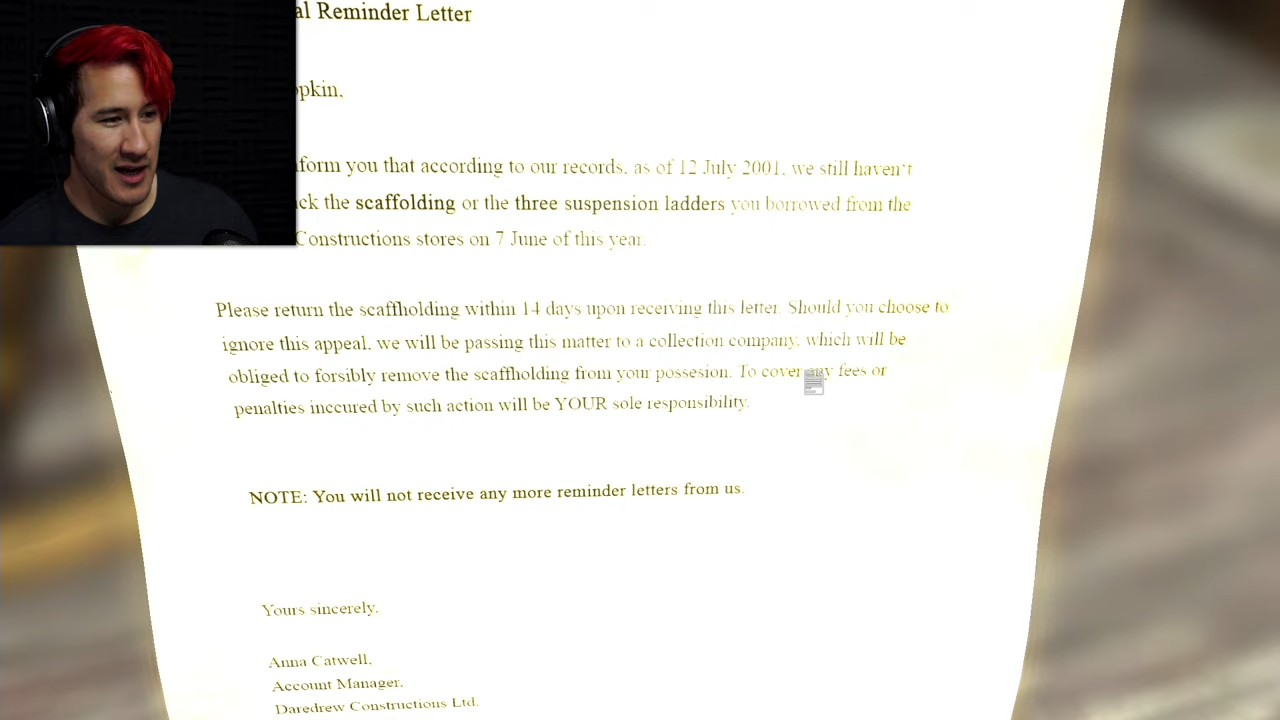 al Reminder Letter
opkin,
form you that according to our records, as of 12 July 2001, we still haven't
ck the scaffolding or the three suspension ladders you borrowed from the
Constructions stores on 7 June of this year.
Please return the scaffholding within 14 days upon receiving this letter. Should you choose to
ignore this appeal, we will be passing this matter to a collection company, which will be
obliged to forsibly remove the scaffholding from your possesion. To cover any fees or
penalties inccured by such action will be YOUR sole responsibility.
NOTE: You will not receive any more reminder letters from us.
Yours sincerely,
Anna Catwell,
Account Manager,
Daredrew Constructions Ltd.